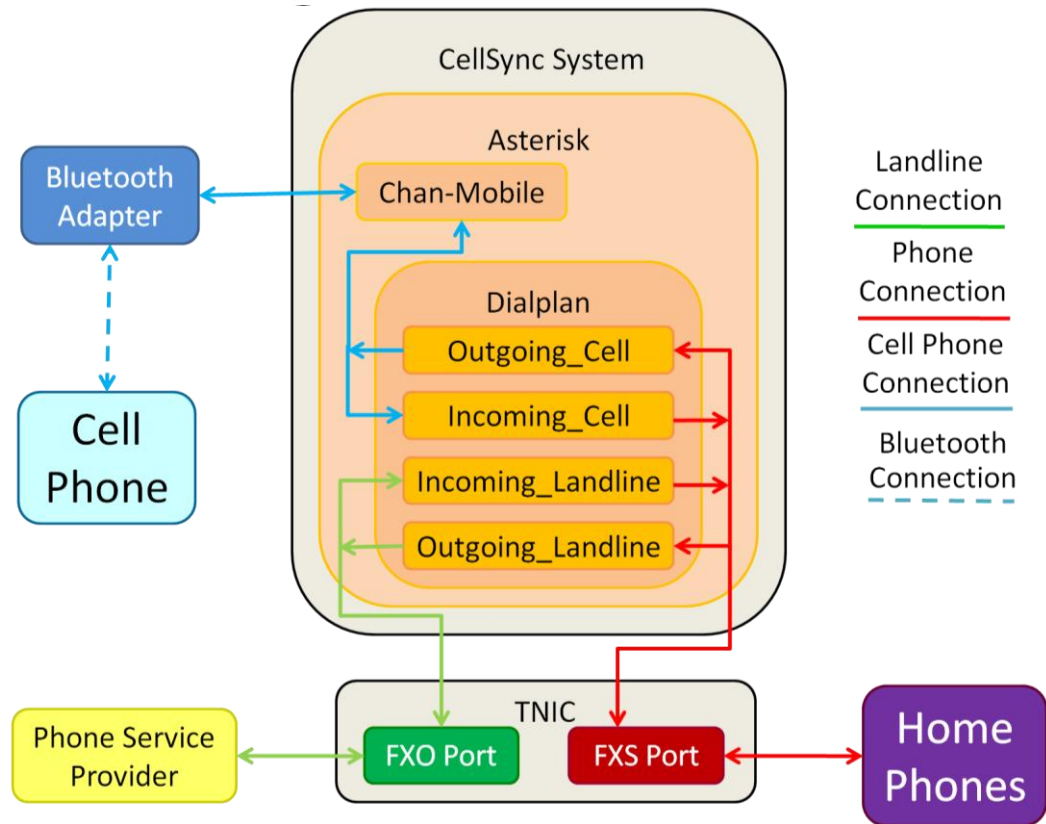 CellSync System
Asterisk
Bluetooth
Adapter
Chan-Mobile
Landline
Connection
Phone
Connection
Dialplan
Outgoing_Cell
Cell Phone
Connection
Cell
Phone
Incoming_Cell
Bluetooth
Connection
Incoming_Landline
Outgoing_Landline
TNIC
Phone Service
Provider
FXO Port
FXS Port
Home
Phones